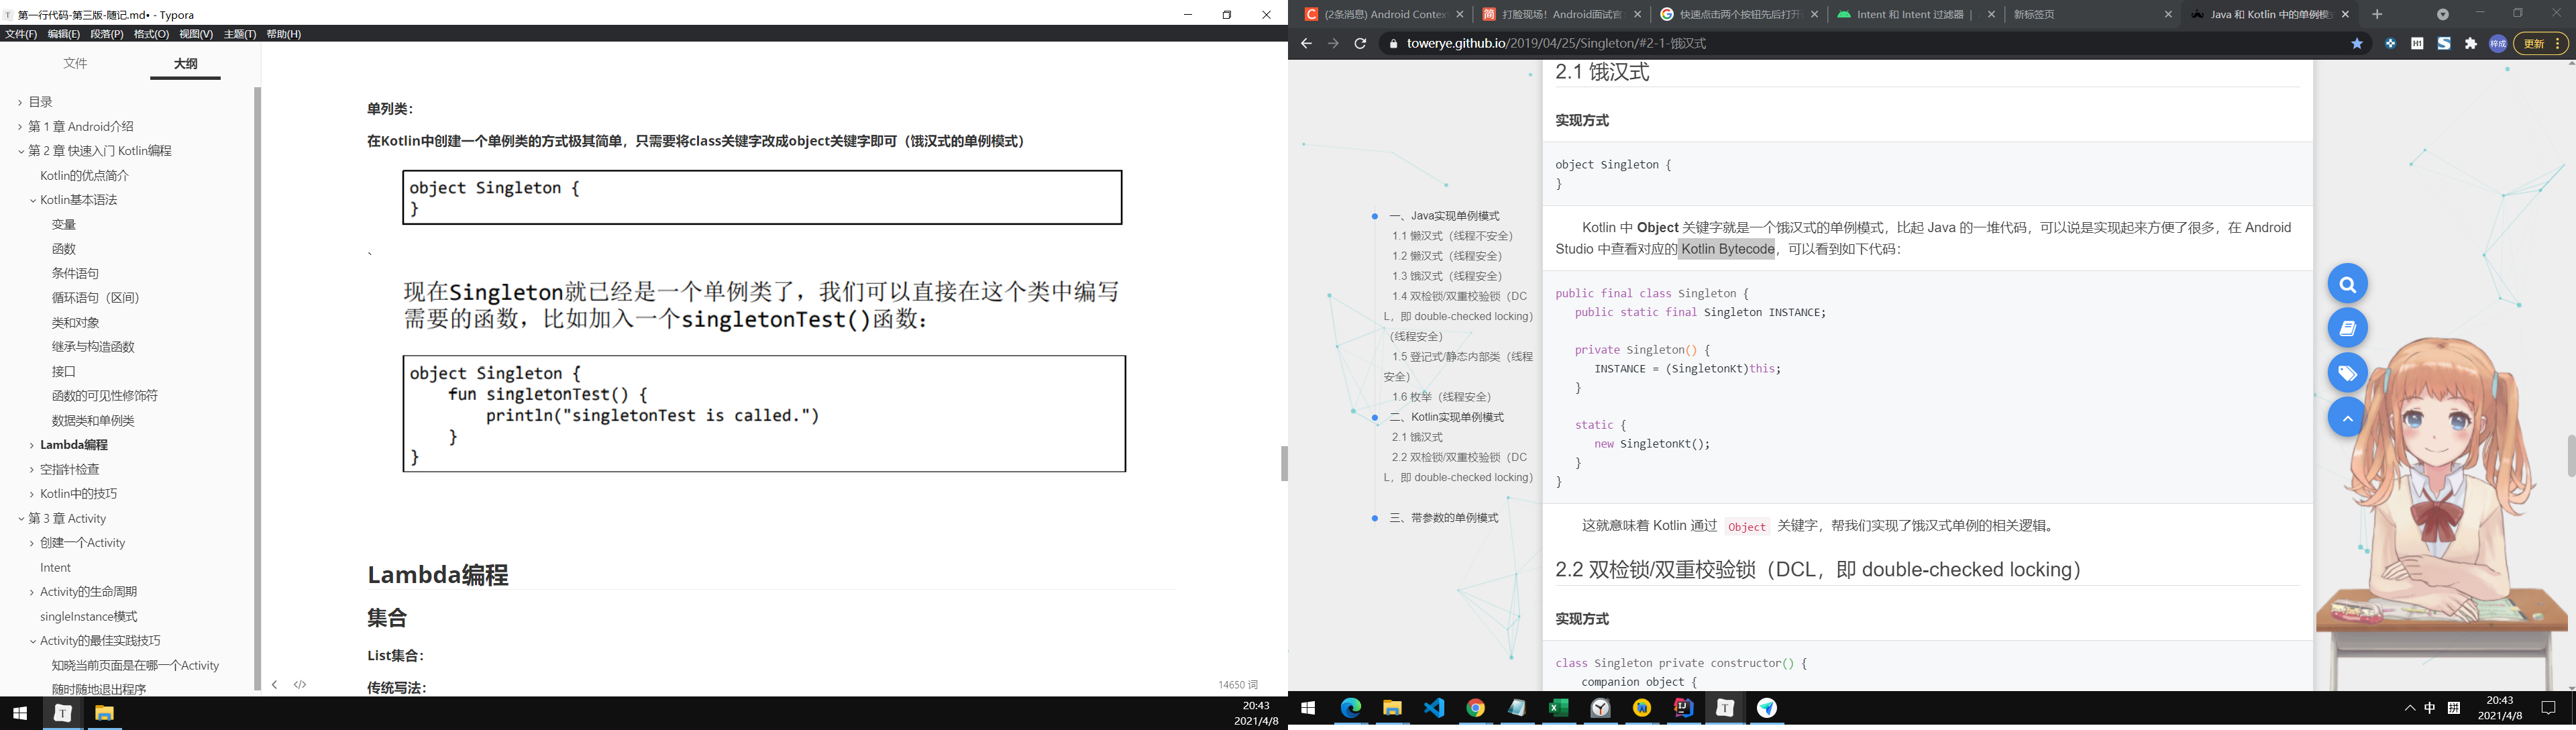 第一行代码-第三版-随记.md• - Typora
文件(F) 编辑(E) 段落(P) 格式(O) 视图(V) 主题(T) 帮助(H)
文件 大纲
目录
第 1 章 Android介绍
第 2 章 快速入门 Kotlin编程
Kotlin的优点简介
Kotlin基本语法
变量
函数
条件语句
循环语句（区间）
类和对象
继承与构造函数
接口
函数的可见性修饰符
数据类和单例类
Lambda编程
空指针检查
Kotlin中的技巧
第 3 章 Activity
创建一个Activity
Intent
Activity的生命周期
singleInstance模式
Activity的最佳实践技巧
知晓当前页面是在哪一个Activity
随时随地退出程序
单列类：
在Kotlin中创建一个单例类的方式极其简单，只需要将class关键字改成object关键字即可（饿汉式的单例模式）
object Singleton {
}
、
现在Singleton就已经是一个单例类了，我们可以直接在这个类中编写
需要的函数，比如加入一个singletonTest()函数：
object Singleton {
fun singletonTest() {
println("singletonTest is called.")
}
}
Lambda编程
集合
List集合：
传统写法：
14650 词
20:43
2021/4/8
(2条消息) Android Contex
打脸现场！Android面试官
快速点击两个按钮先后打开
Intent 和 Intent 过滤器
新标签页
Java 和 Kotlin 中的单例模
towerye.github.io/2019/04/25/Singleton/#2-1-饿汉式
更新
一、Java实现单例模式
1.1 懒汉式（线程不安全）
1.2 懒汉式（线程安全）
1.3 饿汉式（线程安全）
1.4 双检锁/双重校验锁（DC
L，即 double-checked locking）
（线程安全）
1.5 登记式/静态内部类（线程
安全）
1.6 枚举（线程安全）
二、Kotlin实现单例模式
2.1 饿汉式
2.2 双检锁/双重校验锁（DC
L，即 double-checked locking）
三、带参数的单例模式
2.1 饿汉式
实现方式
object Singleton {
}
Kotlin 中 Object 关键字就是一个饿汉式的单例模式，比起 Java 的一堆代码，可以说是实现起来方便了很多，在 Android
Studio 中查看对应的 Kotlin Bytecode，可以看到如下代码：
public final class Singleton {
public static final Singleton INSTANCE;
private Singleton() {
INSTANCE = (SingletonKt)this;
}
static {
new SingletonKt();
}
}
这就意味着 Kotlin 通过 Object 关键字，帮我们实现了饿汉式单例的相关逻辑。
2.2 双检锁/双重校验锁（DCL，即 double-checked locking）
实现方式
class Singleton private constructor() {
companion object {
中 拼
20:43
2021/4/8